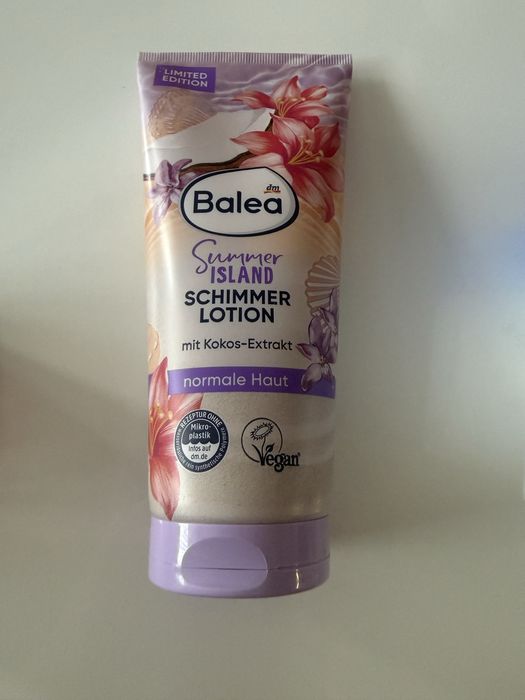 LIMITED
EDITION
dm
Balea
Summer
ISLAND
SCHIMMER
LOTION
mit Kokos-Extrakt
normale Haut
REZEPTUR OHNE
Mikro-
plastik
Infos auf
dm.de
Vegan